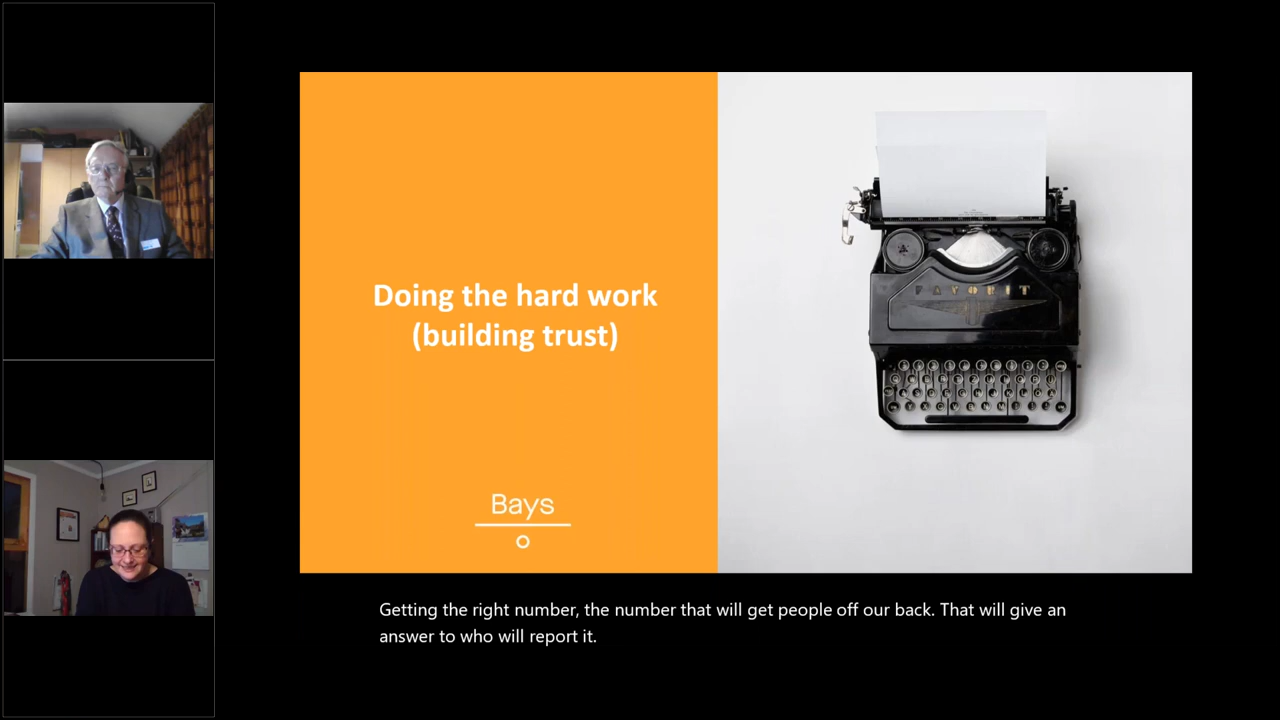 Doing the hard work
(building trust)
Bays
FAVORIT
Getting the right number, the number that will get people off our back. That will give an
answer to who will report it.